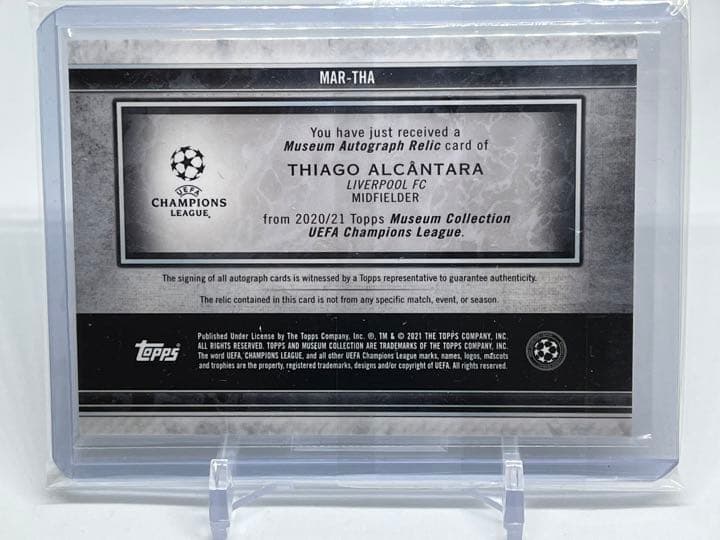 MAR-THA
You have just received a
Museum Autograph Relic card of
THIAGO ALCÂNTARA
LIVERPOOL FC
MIDFIELDER
from 2020/21 Topps Museum Collection
UEFA Champions League.
UEFA
CHAMPIONS
LEAGUE
The signing of all autograph cards is witnessed by a Topps representative to guarantee authenticity.
The relic contained in this card is not from any specific match, event, or season.
topps
Published Under License by The Topps Company, Inc. ®, TM & © 2021 THE TOPPS COMPANY, INC.
ALL RIGHTS RESERVED. TOPPS AND MUSEUM COLLECTION ARE TRADEMARKS OF THE TOPPS COMPANY, INC.
The word UEFA, CHAMPIONS LEAGUE, and all other UEFA Champions League marks, names, logos, mascots
and trophies are the property, registered trademarks, designs and/or copyright of UEFA. All rights reserved.